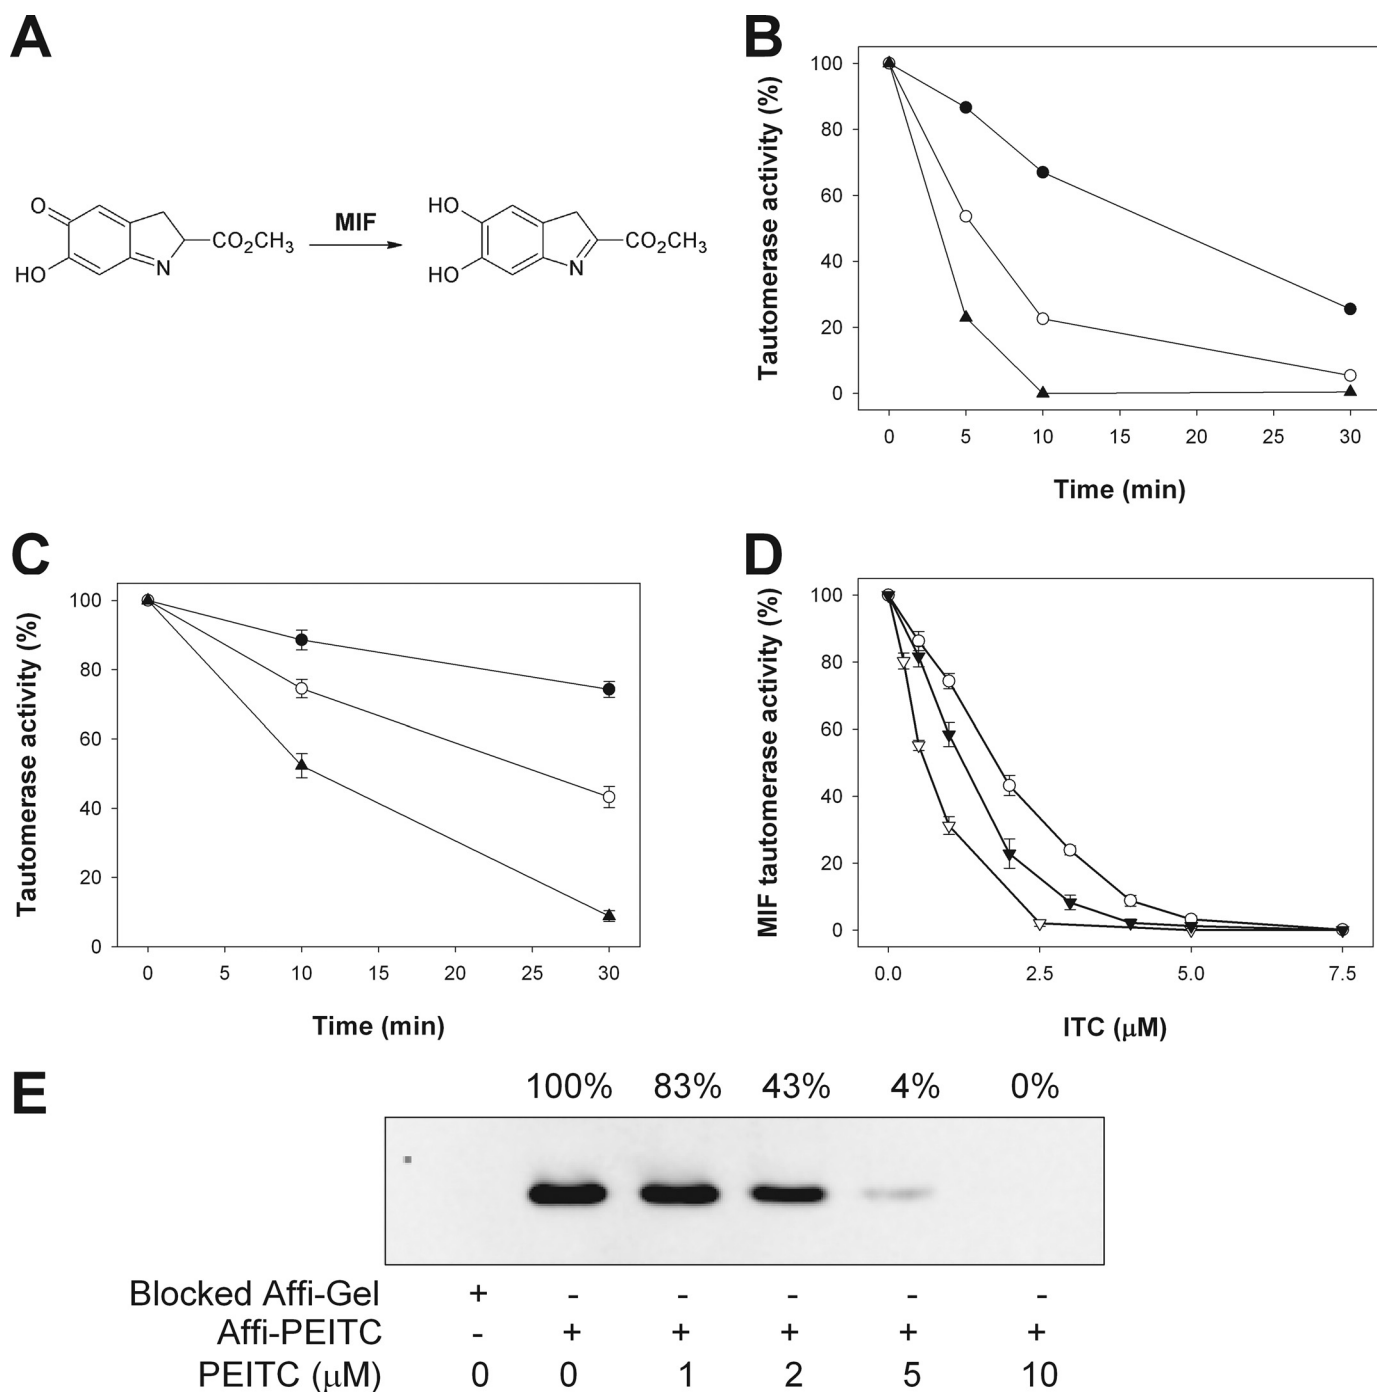 A
O
HO
N
CO2CH3
MIF
HO
HO
N
CO2CH3
B
Tautomerase activity (%)
100
80
60
40
20
0
0 5 10 15 20 25 30
Time (min)
C
Tautomerase activity (%)
100
80
60
40
20
0
0 5 10 15 20 25 30
Time (min)
D
MIF tautomerase activity (%)
100
80
60
40
20
0
0.0 2.5 5.0 7.5
ITC (μM)
E
100% 83% 43% 4% 0%
Blocked Affi-Gel + - - - - -
Affi-PEITC - + + + + +
PEITC (μM) 0 0 1 2 5 10